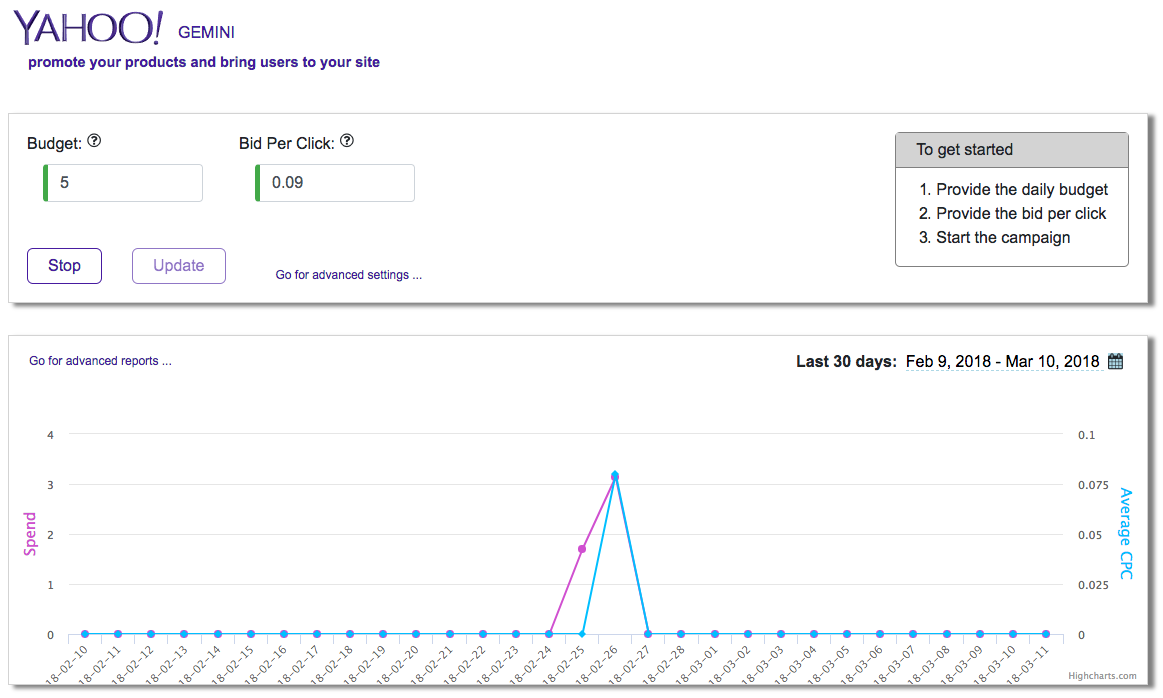 YAHOO! GEMINI
promote your products and bring users to your site
Budget: ?
Bid Per Click: ?
5
0.09
Stop
Update
Go for advanced settings ...
To get started
1. Provide the daily budget
2. Provide the bid per click
3. Start the campaign
Go for advanced reports ...
Last 30 days: Feb 9, 2018 - Mar 10, 2018
Spend
4
3
2
1
0
0.1
0.075
0.05
0.025
0
Average CPC
18-02-10
18-02-11
18-02-12
18-02-13
18-02-14
18-02-15
18-02-16
18-02-17
18-02-18
18-02-19
18-02-20
18-02-21
18-02-22
18-02-23
18-02-24
18-02-25
18-02-26
18-02-27
18-02-28
18-03-01
18-03-02
18-03-03
18-03-04
18-03-05
18-03-06
18-03-07
18-03-08
18-03-09
18-03-10
18-03-11
Highcharts.com